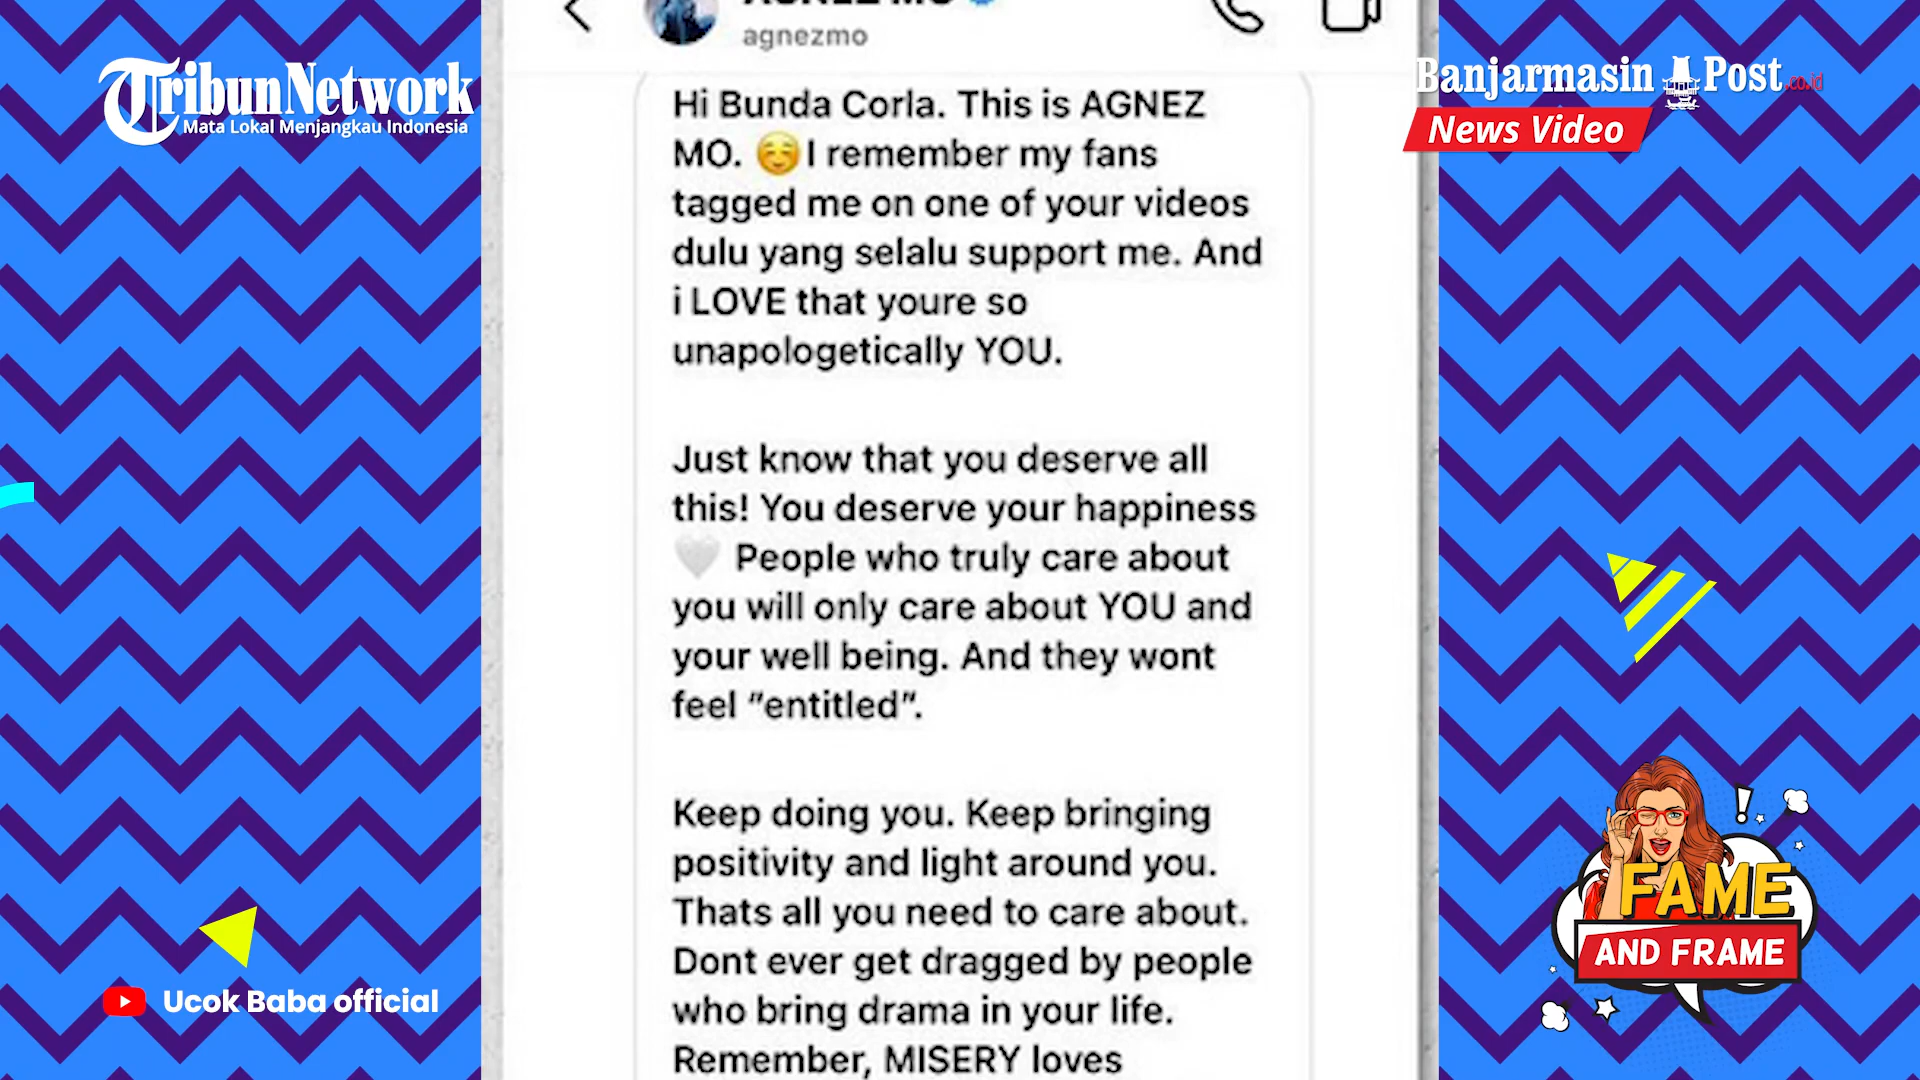 AGNEZ MO
agnezmo
TribunNetwork
Mata Lokal Menjangkau Indonesia
Banjarmasin Post.co.id
News Video
Hi Bunda Corla. This is AGNEZ
MO. ☺️ I remember my fans
tagged me on one of your videos
dulu yang selalu support me. And
i LOVE that youre so
unapologetically YOU.
Just know that you deserve all
this! You deserve your happiness
🤍 People who truly care about
you will only care about YOU and
your well being. And they wont
feel "entitled".
Keep doing you. Keep bringing
positivity and light around you.
Thats all you need to care about.
Dont ever get dragged by people
who bring drama in your life.
Remember, MISERY loves
Ucok Baba official
FAME
AND FRAME